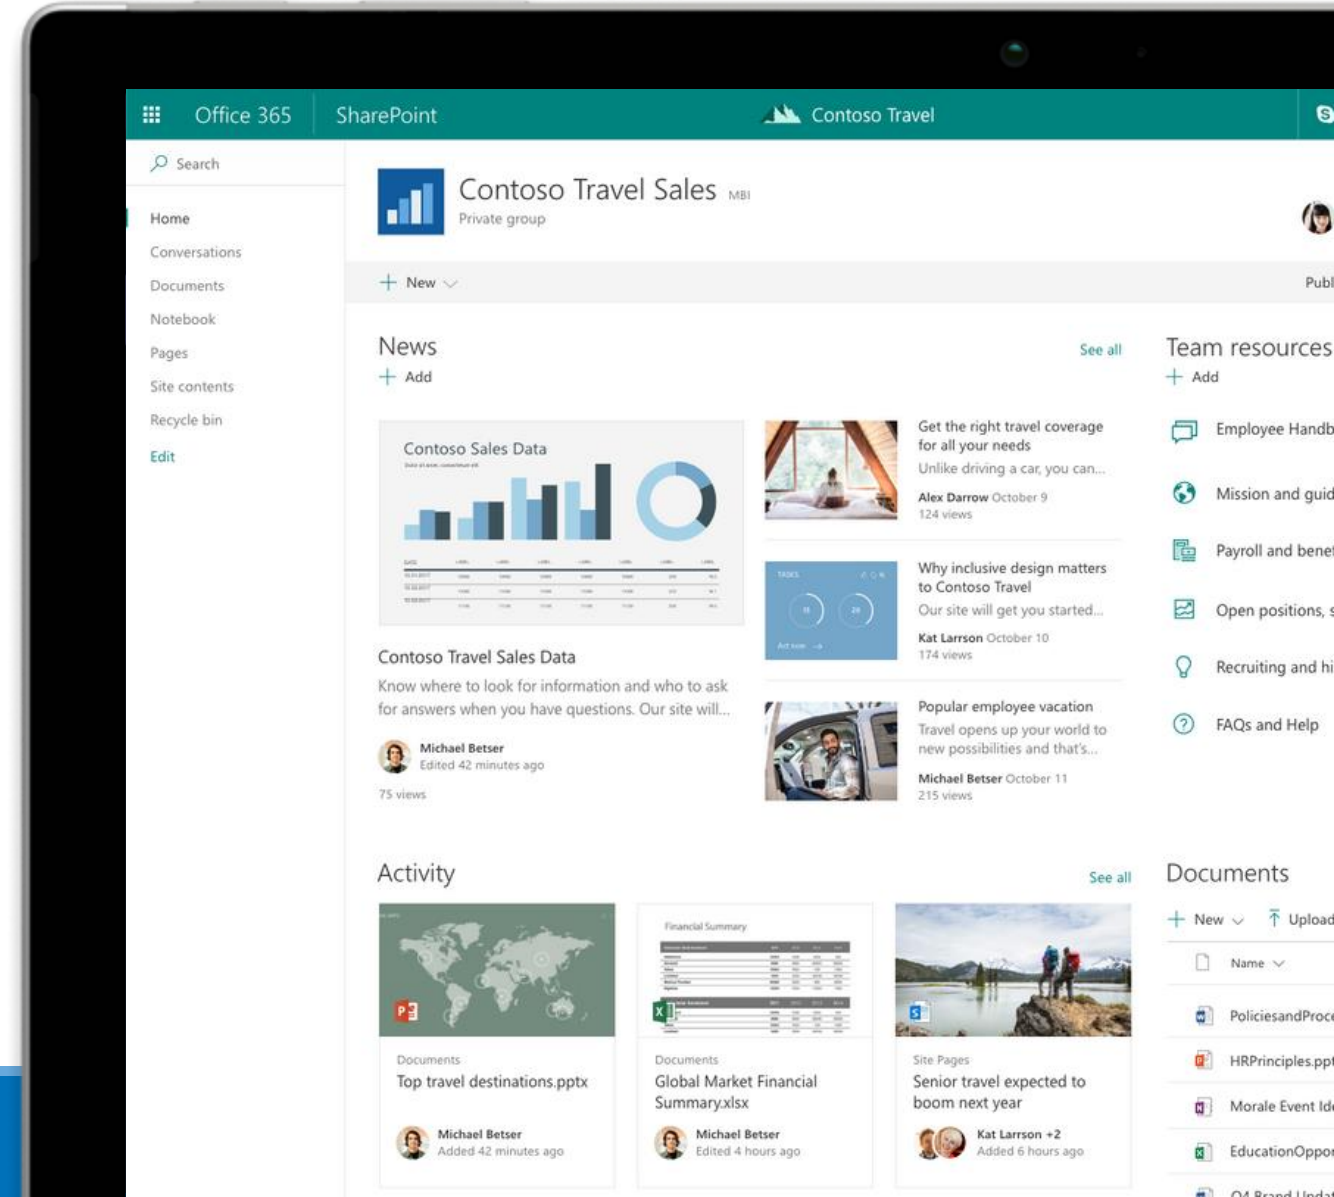 Office 365
SharePoint
Contoso Travel
Search
Home
Conversations
Documents
Notebook
Pages
Site contents
Recycle bin
Edit
Contoso Travel Sales MBI
Private group
New
Publ
News
See all
Add
Contoso Sales Data
Contoso Travel Sales Data
Know where to look for information and who to ask
for answers when you have questions. Our site will...
Michael Betser
Edited 42 minutes ago
75 views
Get the right travel coverage
for all your needs
Unlike driving a car, you can...
Alex Darrow October 9
124 views
TASKS
Act now
Why inclusive design matters
to Contoso Travel
Our site will get you started...
Kat Larrson October 10
174 views
Popular employee vacation
Travel opens up your world to
new possibilities and that's...
Michael Betser October 11
215 views
Team resources
Add
Employee Handb
Mission and guid
Payroll and benef
Open positions, s
Recruiting and hi
FAQs and Help
Activity
See all
Documents
Top travel destinations.pptx
Michael Betser
Added 42 minutes ago
Financial Summary
Documents
Global Market Financial
Summary.xlsx
Michael Betser
Edited 4 hours ago
Site Pages
Senior travel expected to
boom next year
Kat Larrson +2
Added 6 hours ago
Documents
New
Upload
Name
PoliciesandProce
HRPrinciples.ppt
Morale Event Ide
EducationOppor
Q4 Brand Updat